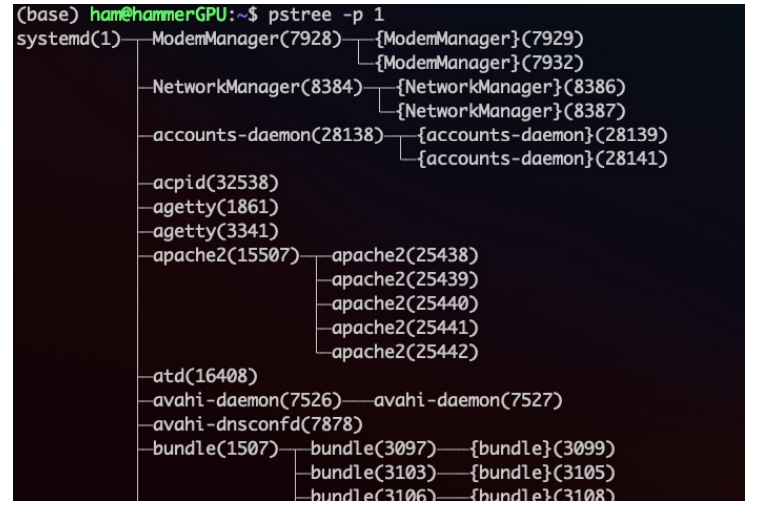 (base) ham@hammerGPU:~$ pstree -p 1
systemd(1)─┬─ModemManager(7928)─┬─{ModemManager}(7929)
           │                    └─{ModemManager}(7932)
           ├─NetworkManager(8384)─┬─{NetworkManager}(8386)
           │                      └─{NetworkManager}(8387)
           ├─accounts-daemon(28138)─┬─{accounts-daemon}(28139)
           │                        └─{accounts-daemon}(28141)
           ├─acpid(32538)
           ├─agetty(1861)
           ├─agetty(3341)
           ├─apache2(15507)─┬─apache2(25438)
           │                ├─apache2(25439)
           │                ├─apache2(25440)
           │                ├─apache2(25441)
           │                └─apache2(25442)
           ├─atd(16408)
           ├─avahi-daemon(7526)───avahi-daemon(7527)
           ├─avahi-dnsconfd(7878)
           ├─bundle(1507)─┬─bundle(3097)───{bundle}(3099)
           │              ├─bundle(3103)───{bundle}(3105)
           │              ├─bundle(3106)───{bundle}(3108)